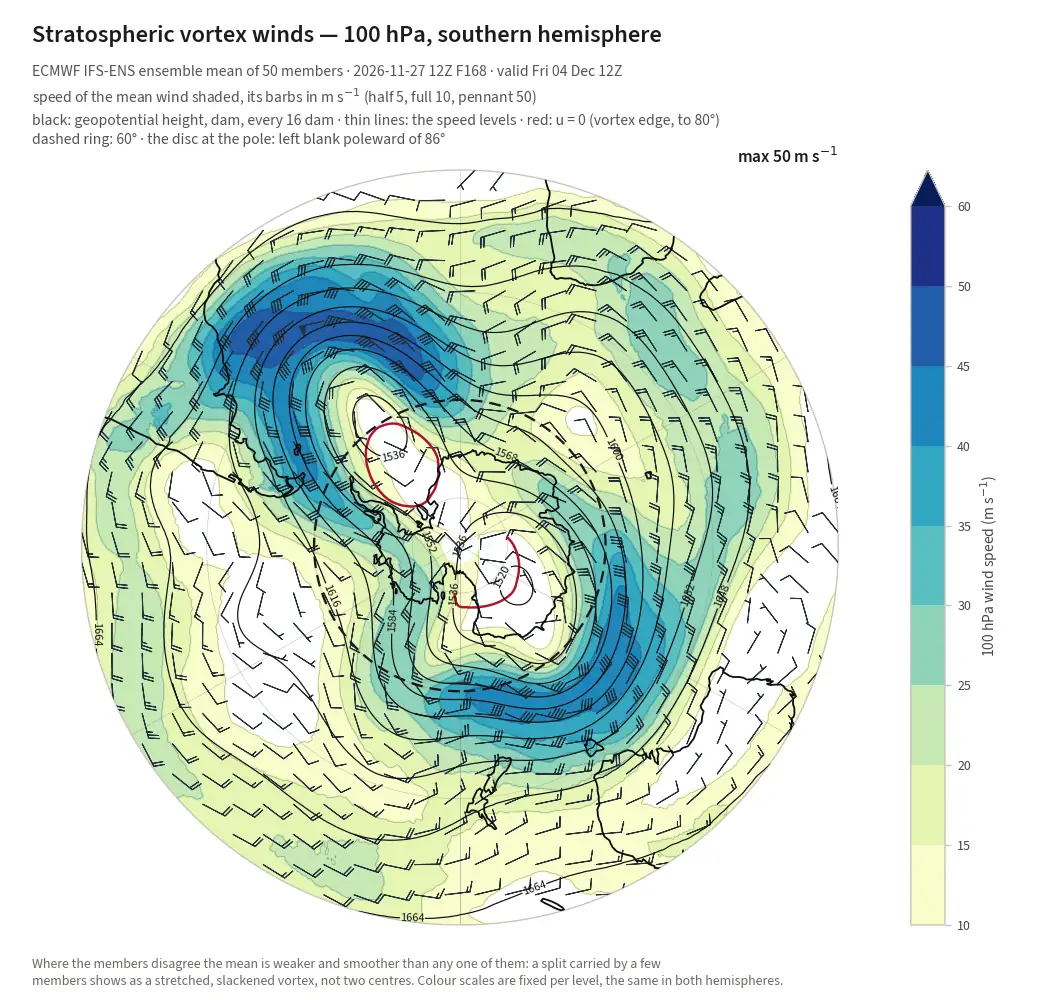 Stratospheric vortex winds — 100 hPa, southern hemisphere
ECMWF IFS-ENS ensemble mean of 50 members · 2026-11-27 12Z F168 · valid Fri 04 Dec 12Z
speed of the mean wind shaded, its barbs in m s⁻¹ (half 5, full 10, pennant 50)
black: geopotential height, dam, every 16 dam · thin lines: the speed levels · red: u = 0 (vortex edge, to 80°)
dashed ring: 60° · the disc at the pole: left blank poleward of 86°
max 50 m s⁻¹
60
50
45
40
35
30
25
20
15
10
100 hPa wind speed (m s⁻¹)
1536
1568
1600
1552
1536
1520
1536
1616
1584
1648
1664
1664
1664
Where the members disagree the mean is weaker and smoother than any one of them: a split carried by a few
members shows as a stretched, slackened vortex, not two centres. Colour scales are fixed per level, the same in both hemispheres.